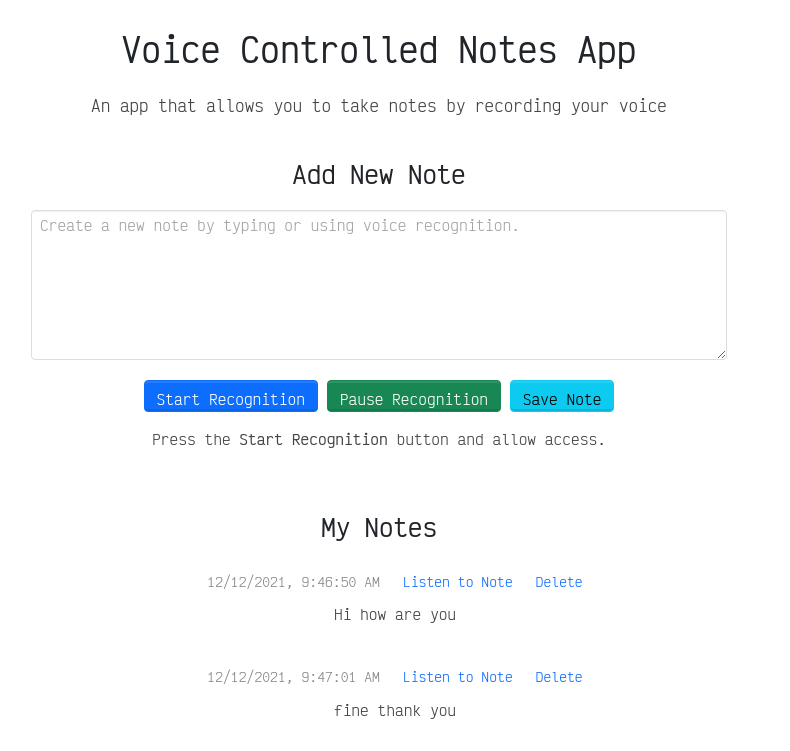 Voice Controlled Notes App
An app that allows you to take notes by recording your voice
Add New Note
Create a new note by typing or using voice recognition.
Start Recognition Pause Recognition Save Note
Press the Start Recognition button and allow access.
My Notes
12/12/2021, 9:46:50 AM Listen to Note Delete
Hi how are you
12/12/2021, 9:47:01 AM Listen to Note Delete
fine thank you